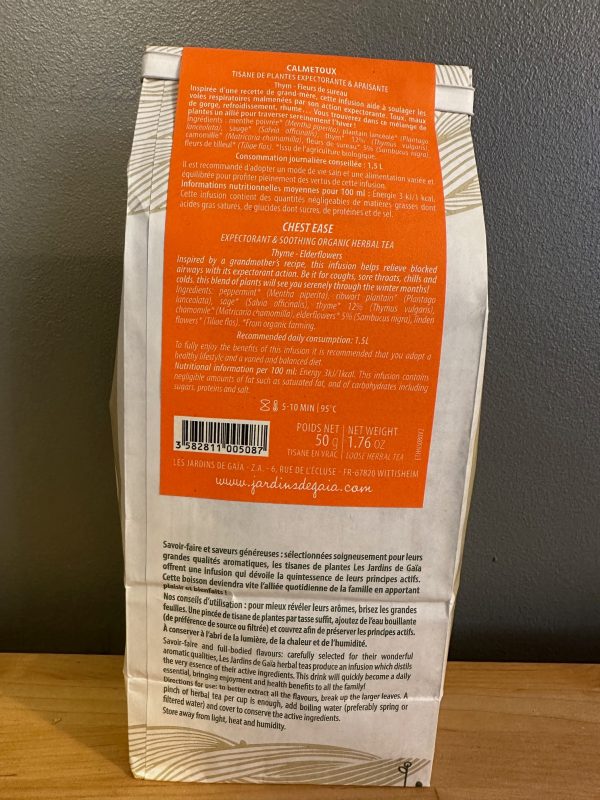 CALMETOUX
TISANE DE PLANTES EXPECTORANTE & APAISANTE
Thym - Fleurs de sureau
Inspirée d'une recette de grand-mère, cette infusion aide à soulager les
voies respiratoires malmenées par son action expectorante. Toux, maux
de gorge, refroidissement, rhume... Vous trouverez dans ce mélange de
plantes un allié pour traverser sereinement l'hiver !
Ingrédients : menthe poivrée* (Mentha piperita), plantain lancéolé* (Plantago
lanceolata), sauge* (Salvia officinalis), thym* 12% (Thymus vulgaris),
camomille* (Matricaria chamomilla), fleurs de sureau* 5% (Sambucus nigra),
fleurs de tilleul* (Tiliae flos). *Issu de l'agriculture biologique.
Consommation journalière conseillée : 1,5 L
Il est recommandé d'adopter un mode de vie sain et une alimentation variée et
équilibrée pour profiter pleinement des vertus de cette infusion.
Informations nutritionnelles moyennes pour 100 ml : Énergie 3 kJ/1 kcal.
Cette infusion contient des quantités négligeables de matières grasses dont
acides gras saturés, de glucides dont sucres, de protéines et de sel.
CHEST EASE
EXPECTORANT & SOOTHING ORGANIC HERBAL TEA
Thyme - Elderflowers
Inspired by a grandmother's recipe, this infusion helps relieve blocked
airways with its expectorant action. Be it for coughs, sore throats, chills and
colds, this blend of plants will see you serenely through the winter months!
Ingredients: peppermint* (Mentha piperita), ribwort plantain* (Plantago
lanceolata), sage* (Salvia officinalis), thyme* 12% (Thymus vulgaris),
chamomile* (Matricaria chamomilla), elderflowers* 5% (Sambucus nigra), linden
flowers* (Tiliae flos). *From organic farming.
Recommended daily consumption: 1.5L
To fully enjoy the benefits of this infusion it is recommended that you adopt a
healthy lifestyle and a varied and balanced diet.
Nutritional information per 100 ml: Energy 3kJ/1kcal. This infusion contains
negligible amounts of fat such as saturated fat, and of carbohydrates including
sugars, proteins and salt.
5-10 MIN | 95°C
3 582811 005087
POIDS NET | NET WEIGHT
50 g | 1.76 OZ
TISANE EN VRAC | LOOSE HERBAL TEA
LES JARDINS DE GAÏA - Z.A. - 6, RUE DE L'ÉCLUSE - FR-67820 WITTISHEIM
www.jardinsdegaia.com
Savoir-faire et saveurs généreuses : sélectionnées soigneusement pour leurs
grandes qualités aromatiques, les tisanes de plantes Les Jardins de Gaïa
offrent une infusion qui dévoile la quintessence de leurs principes actifs.
Cette boisson deviendra vite l'alliée quotidienne de la famille en apportant
plaisir et bienfaits !
Nos conseils d'utilisation : pour mieux révéler leurs arômes, brisez les grandes
feuilles. Une pincée de tisane de plantes par tasse suffit, ajoutez de l'eau bouillante
(de préférence de source ou filtrée) et couvrez afin de préserver les principes actifs.
À conserver à l'abri de la lumière, de la chaleur et de l'humidité.
Savoir-faire and full-bodied flavours: carefully selected for their wonderful
aromatic qualities, Les Jardins de Gaïa herbal teas produce an infusion which distils
the very essence of their active ingredients. This drink will quickly become a daily
essential, bringing enjoyment and health benefits to all the family!
Directions for use: to better extract all the flavours, break up the larger leaves. A
pinch of herbal tea per cup is enough, add boiling water (preferably spring or
filtered water) and cover to conserve the active ingredients.
Store away from light, heat and humidity.